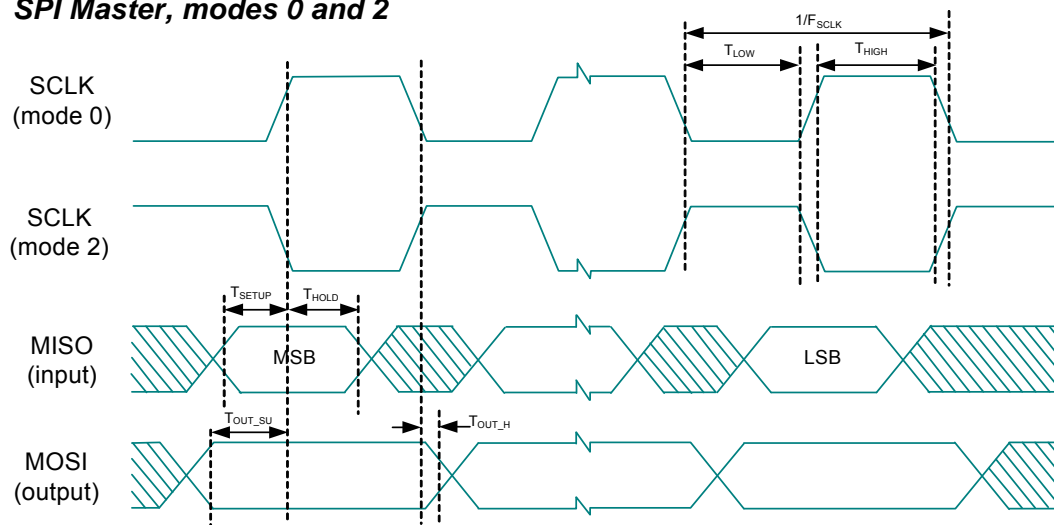 SPI Master, modes 0 and 2
1/FSCLK
TLOW
THIGH
SCLK
(mode 0)
SCLK
(mode 2)
TSETUP
THOLD
MISO
(input)
MSB
LSB
TOUT_SU
TOUT_H
MOSI
(output)